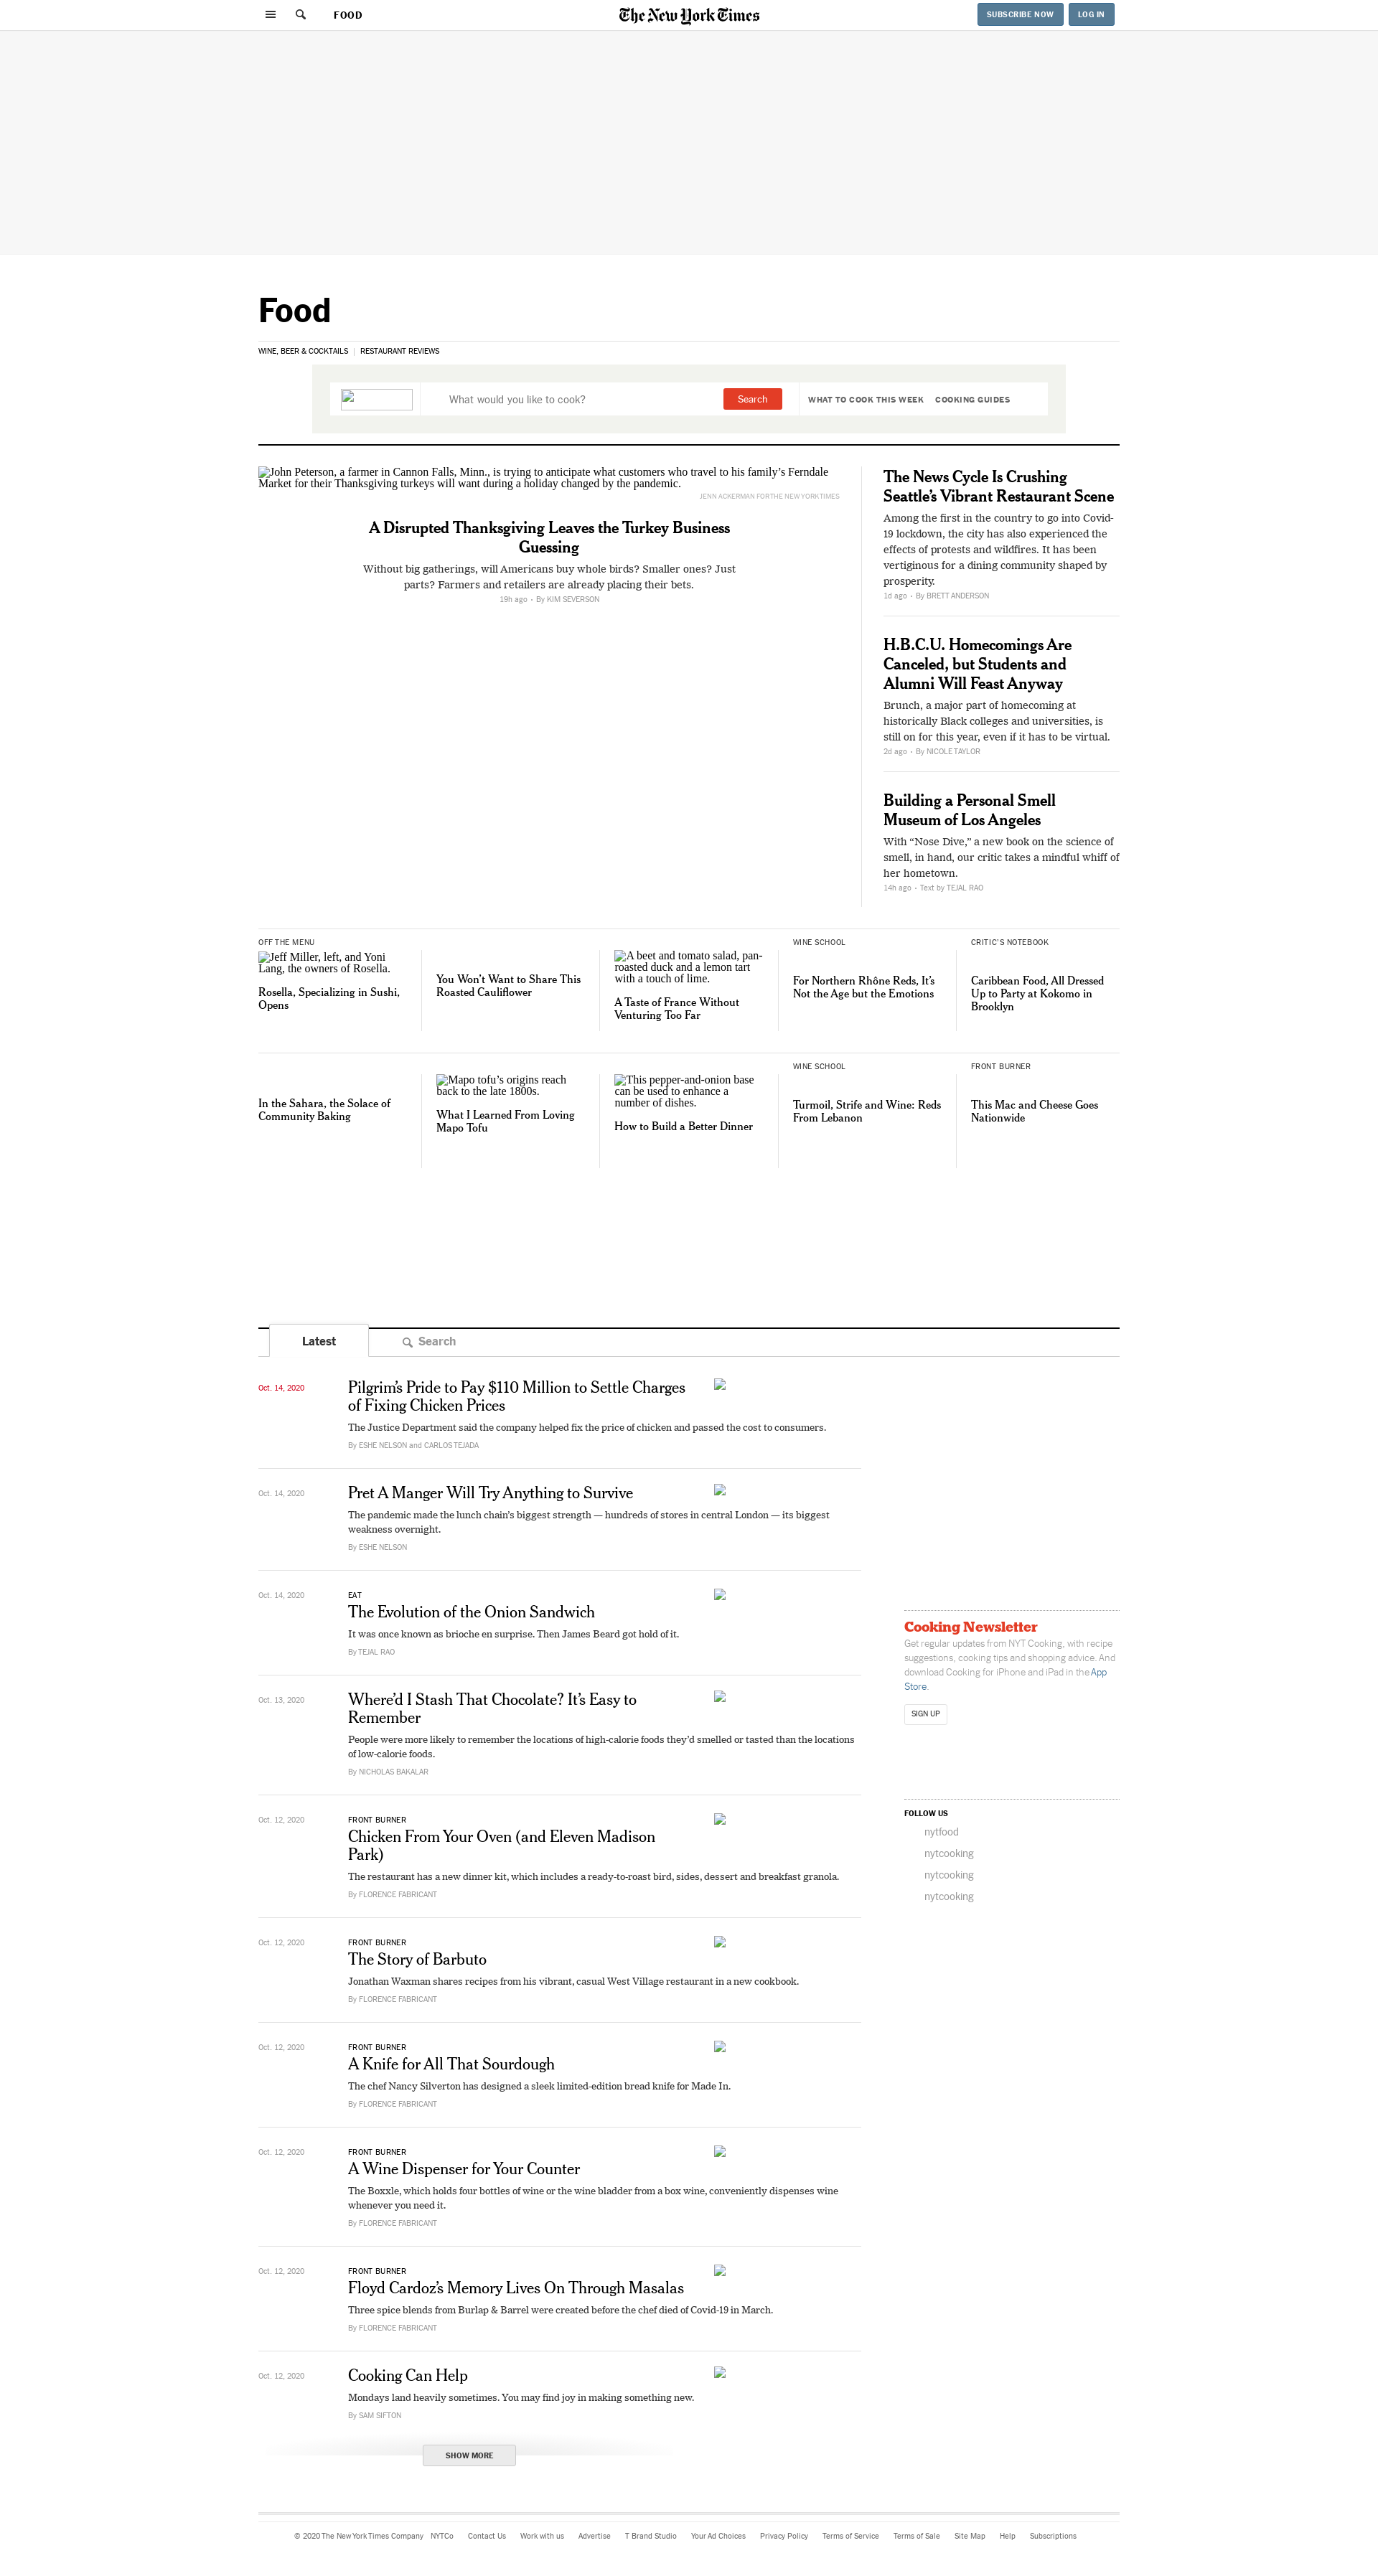 FOOD
The New York Times
SUBSCRIBE NOW
LOG IN
Food
WINE, BEER & COCKTAILS | RESTAURANT REVIEWS
What would you like to cook?
Search
WHAT TO COOK THIS WEEK
COOKING GUIDES
John Peterson, a farmer in Cannon Falls, Minn., is trying to anticipate what customers who travel to his family’s Ferndale
Market for their Thanksgiving turkeys will want during a holiday changed by the pandemic.
JENN ACKERMAN FOR THE NEW YORK TIMES
A Disrupted Thanksgiving Leaves the Turkey Business
Guessing
Without big gatherings, will Americans buy whole birds? Smaller ones? Just
parts? Farmers and retailers are already placing their bets.
19h ago • By KIM SEVERSON
The News Cycle Is Crushing
Seattle’s Vibrant Restaurant Scene
Among the first in the country to go into Covid-
19 lockdown, the city has also experienced the
effects of protests and wildfires. It has been
vertiginous for a dining community shaped by
prosperity.
1d ago • By BRETT ANDERSON
H.B.C.U. Homecomings Are
Canceled, but Students and
Alumni Will Feast Anyway
Brunch, a major part of homecoming at
historically Black colleges and universities, is
still on for this year, even if it has to be virtual.
2d ago • By NICOLE TAYLOR
Building a Personal Smell
Museum of Los Angeles
With “Nose Dive,” a new book on the science of
smell, in hand, our critic takes a mindful whiff of
her hometown.
14h ago • Text by TEJAL RAO
OFF THE MENU
Jeff Miller, left, and Yoni
Lang, the owners of Rosella.
Rosella, Specializing in Sushi,
Opens
You Won’t Want to Share This
Roasted Cauliflower
A beet and tomato salad, pan-
roasted duck and a lemon tart
with a touch of lime.
A Taste of France Without
Venturing Too Far
WINE SCHOOL
For Northern Rhône Reds, It’s
Not the Age but the Emotions
CRITIC’S NOTEBOOK
Caribbean Food, All Dressed
Up to Party at Kokomo in
Brooklyn
In the Sahara, the Solace of
Community Baking
Mapo tofu’s origins reach
back to the late 1800s.
What I Learned From Loving
Mapo Tofu
This pepper-and-onion base
can be used to enhance a
number of dishes.
How to Build a Better Dinner
WINE SCHOOL
Turmoil, Strife and Wine: Reds
From Lebanon
FRONT BURNER
This Mac and Cheese Goes
Nationwide
Latest
Search
Oct. 14, 2020
Pilgrim’s Pride to Pay $110 Million to Settle Charges
of Fixing Chicken Prices
The Justice Department said the company helped fix the price of chicken and passed the cost to consumers.
By ESHE NELSON and CARLOS TEJADA
Oct. 14, 2020
Pret A Manger Will Try Anything to Survive
The pandemic made the lunch chain’s biggest strength — hundreds of stores in central London — its biggest
weakness overnight.
By ESHE NELSON
Oct. 14, 2020
EAT
The Evolution of the Onion Sandwich
It was once known as brioche en surprise. Then James Beard got hold of it.
By TEJAL RAO
Oct. 13, 2020
Where’d I Stash That Chocolate? It’s Easy to
Remember
People were more likely to remember the locations of high-calorie foods they’d smelled or tasted than the locations
of low-calorie foods.
By NICHOLAS BAKALAR
Oct. 12, 2020
FRONT BURNER
Chicken From Your Oven (and Eleven Madison
Park)
The restaurant has a new dinner kit, which includes a ready-to-roast bird, sides, dessert and breakfast granola.
By FLORENCE FABRICANT
Oct. 12, 2020
FRONT BURNER
The Story of Barbuto
Jonathan Waxman shares recipes from his vibrant, casual West Village restaurant in a new cookbook.
By FLORENCE FABRICANT
Oct. 12, 2020
FRONT BURNER
A Knife for All That Sourdough
The chef Nancy Silverton has designed a sleek limited-edition bread knife for Made In.
By FLORENCE FABRICANT
Oct. 12, 2020
FRONT BURNER
A Wine Dispenser for Your Counter
The Boxxle, which holds four bottles of wine or the wine bladder from a box wine, conveniently dispenses wine
whenever you need it.
By FLORENCE FABRICANT
Oct. 12, 2020
FRONT BURNER
Floyd Cardoz’s Memory Lives On Through Masalas
Three spice blends from Burlap & Barrel were created before the chef died of Covid-19 in March.
By FLORENCE FABRICANT
Oct. 12, 2020
Cooking Can Help
Mondays land heavily sometimes. You may find joy in making something new.
By SAM SIFTON
SHOW MORE
Cooking Newsletter
Get regular updates from NYT Cooking, with recipe
suggestions, cooking tips and shopping advice. And
download Cooking for iPhone and iPad in the App
Store.
SIGN UP
FOLLOW US
nytfood
nytcooking
nytcooking
nytcooking
© 2020 The New York Times Company NYTCo Contact Us Work with us Advertise T Brand Studio Your Ad Choices Privacy Policy Terms of Service Terms of Sale Site Map Help Subscriptions